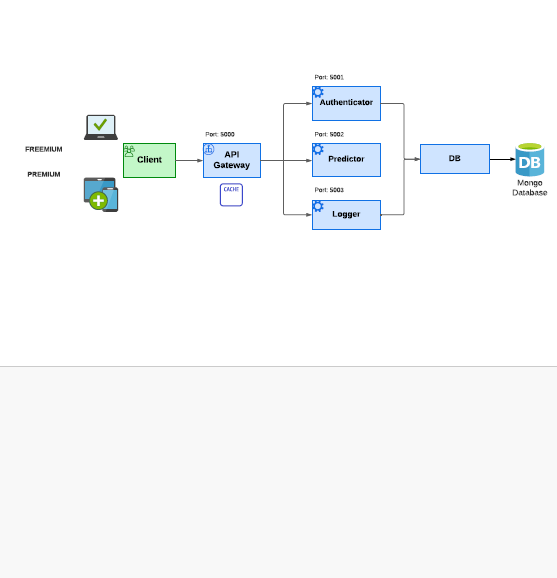 Port: 5001
Authenticator
FREEMIUM
PREMIUM
Client
Port: 5000
API
Gateway
CACHE
Port: 5002
Predictor
Port: 5003
Logger
DB
DB
Mongo
Database